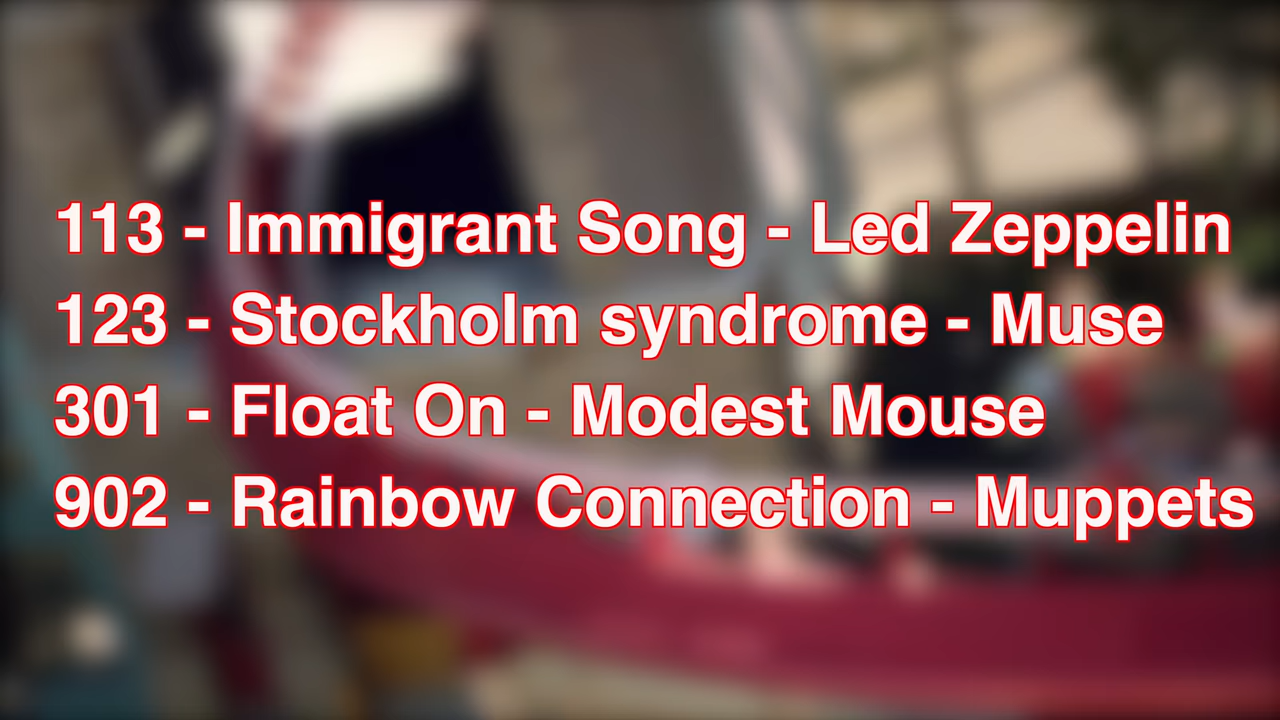 113 - Immigrant Song - Led Zeppelin
123 - Stockholm syndrome - Muse
301 - Float On - Modest Mouse
902 - Rainbow Connection - Muppets